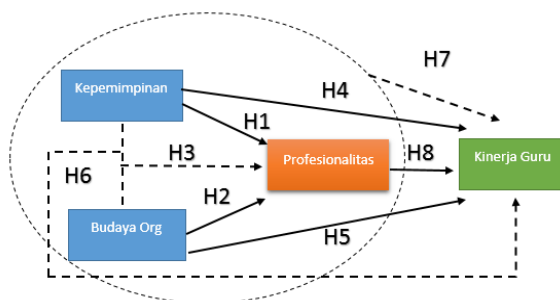 H7
Kepemimpinan
H4
H1
H3
Profesionalitas
H8
Kinerja Guru
H6
H2
Budaya Org
H5